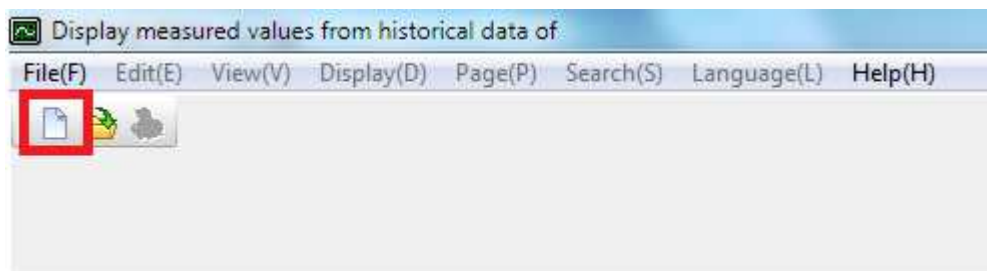 Display measured values from historical data of
File(F) Edit(E) View(V) Display(D) Page(P) Search(S) Language(L) Help(H)